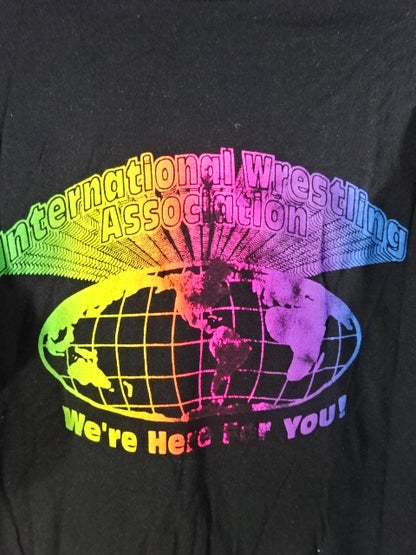 International Wrestling
Association
We're Here For You!